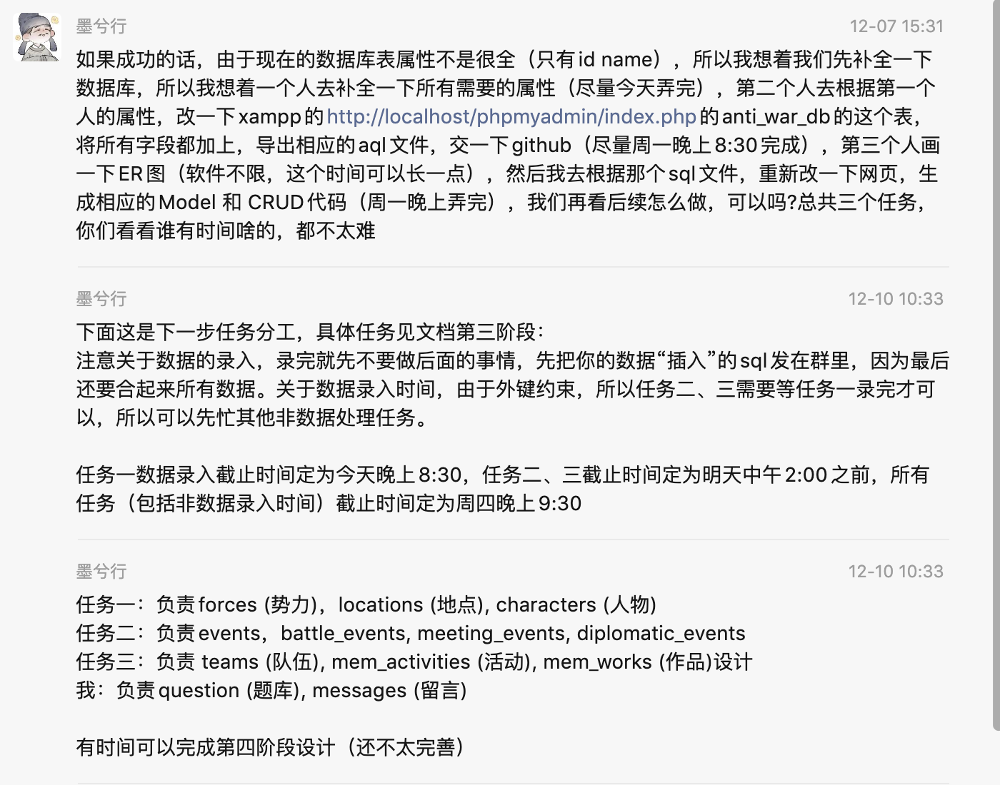 墨兮行
12-07 15:31
如果成功的话，由于现在的数据库表属性不是很全（只有id name），所以我想着我们先补全一下
数据库，所以我想着一个人去补全一下所有需要的属性（尽量今天弄完），第二个人去根据第一个
人的属性，改一下xampp的http://localhost/phpmyadmin/index.php的anti_war_db的这个表，
将所有字段都加上，导出相应的aql文件，交一下github（尽量周一晚上8:30完成），第三个人画
一下ER图（软件不限，这个时间可以长一点），然后我去根据那个sql文件，重新改一下网页，生
成相应的Model 和 CRUD代码（周一晚上弄完），我们再看后续怎么做，可以吗?总共三个任务，
你们看看谁有时间啥的，都不太难
墨兮行
12-10 10:33
下面这是下一步任务分工，具体任务见文档第三阶段：
注意关于数据的录入，录完就先不要做后面的事情，先把你的数据“插入”的sql发在群里，因为最后
还要合起来所有数据。关于数据录入时间，由于外键约束，所以任务二、三需要等任务一录完才可
以，所以可以先忙其他非数据处理任务。
任务一数据录入截止时间定为今天晚上8:30，任务二、三截止时间定为明天中午2:00之前，所有
任务（包括非数据录入时间）截止时间定为周四晚上9:30
墨兮行
12-10 10:33
任务一：负责forces (势力)，locations (地点), characters (人物)
任务二：负责events，battle_events, meeting_events, diplomatic_events
任务三：负责 teams (队伍), mem_activities (活动), mem_works (作品)设计
我：负责question (题库), messages (留言)
有时间可以完成第四阶段设计（还不太完善）